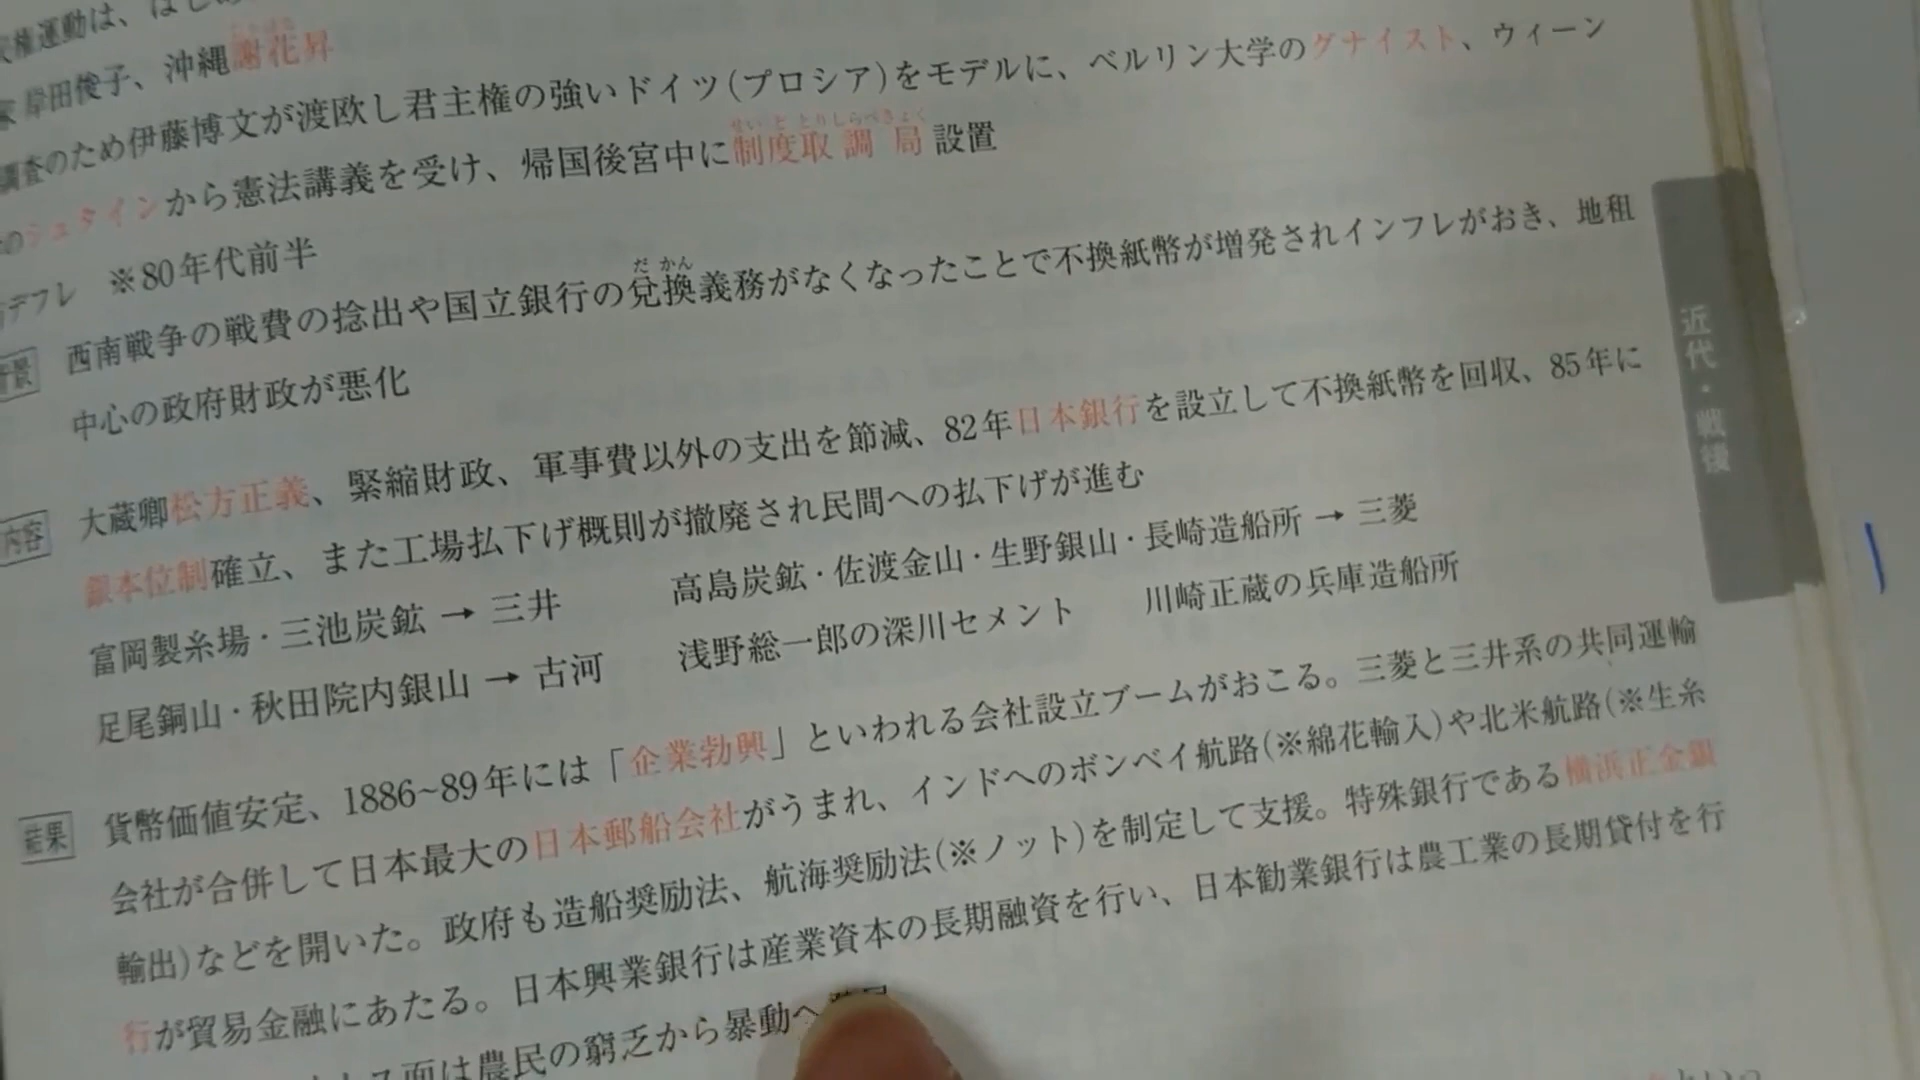 権運動は、はじ
岸田俊子、沖縄謝花昇
調査のため伊藤博文が渡欧し君主権の強いドイツ(プロシア)をモデルに、ベルリン大学のグナイスト、ウィーン
のシュタインから憲法講義を受け、帰国後宮中に制度取調局設置
せいどとりしらべきょく
デフレ ※80年代前半
西南戦争の戦費の捻出や国立銀行の兌換義務がなくなったことで不換紙幣が増発されインフレがおき、地租
だかん
中心の政府財政が悪化
内容
大蔵卿松方正義、緊縮財政、軍事費以外の支出を節減、82年日本銀行を設立して不換紙幣を回収、85年に
銀本位制確立、また工場払下げ概則が撤廃され民間への払下げが進む
富岡製糸場・三池炭鉱 → 三井 高島炭鉱・佐渡金山・生野銀山・長崎造船所 → 三菱
足尾銅山・秋田院内銀山 → 古河 浅野総一郎の深川セメント 川崎正蔵の兵庫造船所
結果
貨幣価値安定、1886~89年には「企業勃興」といわれる会社設立ブームがおこる。三菱と三井系の共同運輸
会社が合併して日本最大の日本郵船会社がうまれ、インドへのボンベイ航路(※綿花輸入)や北米航路(※生糸
輸出)などを開いた。政府も造船奨励法、航海奨励法(※ノット)を制定して支援。特殊銀行である横浜正金銀
行が貿易金融にあたる。日本興業銀行は産業資本の長期融資を行い、日本勧業銀行は農工業の長期貸付を行
ス面は農民の窮乏から暴動へ
近代・戦後